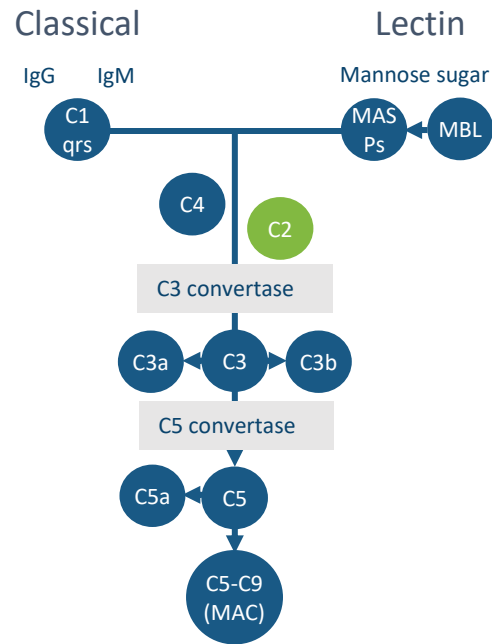 Classical
Lectin
IgG
IgM
Mannose sugar
C1
qrs
MAS
Ps
MBL
C4
C2
C3 convertase
C3a
C3
C3b
C5 convertase
C5a
C5
C5-C9
(MAC)